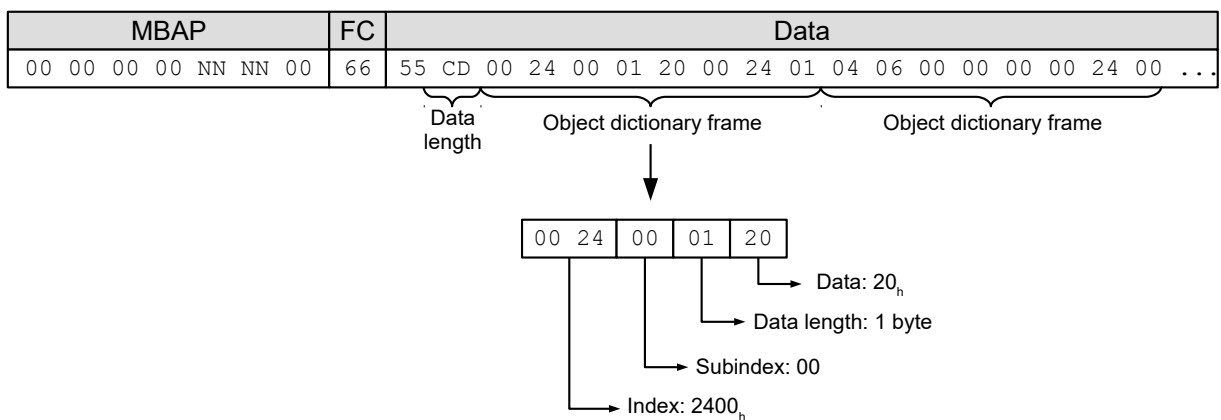 MBAP FC Data
00 00 00 00 NN NN 00 66 55 CD 00 24 00 01 20 00 24 01 04 06 00 00 00 00 24 00 ...
Data length
Object dictionary frame
Object dictionary frame
00 24 00 01 20
Data: 20h
Data length: 1 byte
Subindex: 00
Index: 2400h